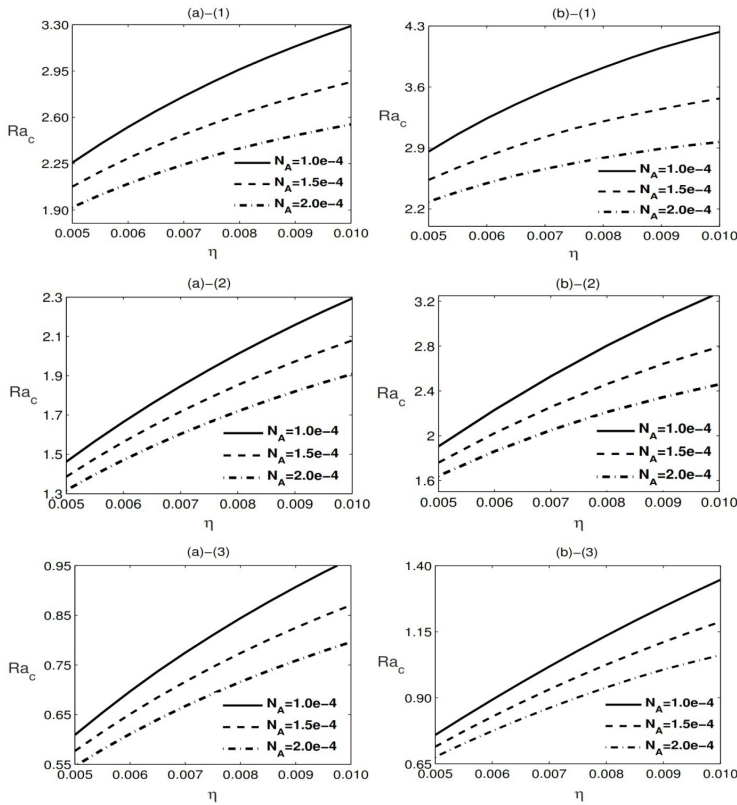 (a)−(1)
3.30
2.95
2.60
2.25
1.90
Ra_c
N_A=1.0e−4
N_A=1.5e−4
N_A=2.0e−4
0.005 0.006 0.007 0.008 0.009 0.010
η
(b)−(1)
4.3
3.6
2.9
2.2
Ra_c
N_A=1.0e−4
N_A=1.5e−4
N_A=2.0e−4
0.005 0.006 0.007 0.008 0.009 0.010
η
(a)−(2)
2.3
2.1
1.9
1.7
1.5
1.3
Ra_c
N_A=1.0e−4
N_A=1.5e−4
N_A=2.0e−4
0.005 0.006 0.007 0.008 0.009 0.010
η
(b)−(2)
3.2
2.8
2.4
2
1.6
Ra_c
N_A=1.0e−4
N_A=1.5e−4
N_A=2.0e−4
0.005 0.006 0.007 0.008 0.009 0.010
η
(a)−(3)
0.95
0.85
0.75
0.65
0.55
Ra_c
N_A=1.0e−4
N_A=1.5e−4
N_A=2.0e−4
0.005 0.006 0.007 0.008 0.009 0.010
η
(b)−(3)
1.40
1.15
0.90
0.65
Ra_c
N_A=1.0e−4
N_A=1.5e−4
N_A=2.0e−4
0.005 0.006 0.007 0.008 0.009 0.010
η